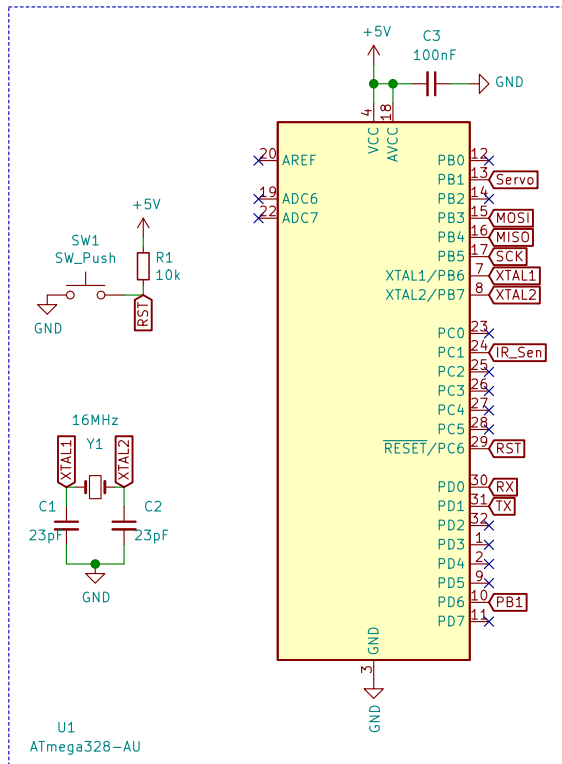 +5V
C3
100nF
GND
4
VCC
18
AVCC
20
AREF
19
ADC6
22
ADC7
PB0
12
PB1
13
Servo
PB2
14
PB3
15
MOSI
PB4
16
MISO
PB5
17
SCK
XTAL1/PB6
7
XTAL1
XTAL2/PB7
8
XTAL2
PC0
23
PC1
24
IR_Sen
PC2
25
PC3
26
PC4
27
PC5
28
RESET/PC6
29
RST
PD0
30
RX
PD1
31
TX
PD2
32
PD3
1
PD4
2
PD5
9
PD6
10
PB1
PD7
11
GND
3
GND
+5V
SW1
SW_Push
R1
10k
GND
RST
16MHz
XTAL1
Y1
XTAL2
C1
23pF
C2
23pF
GND
U1
ATmega328-AU